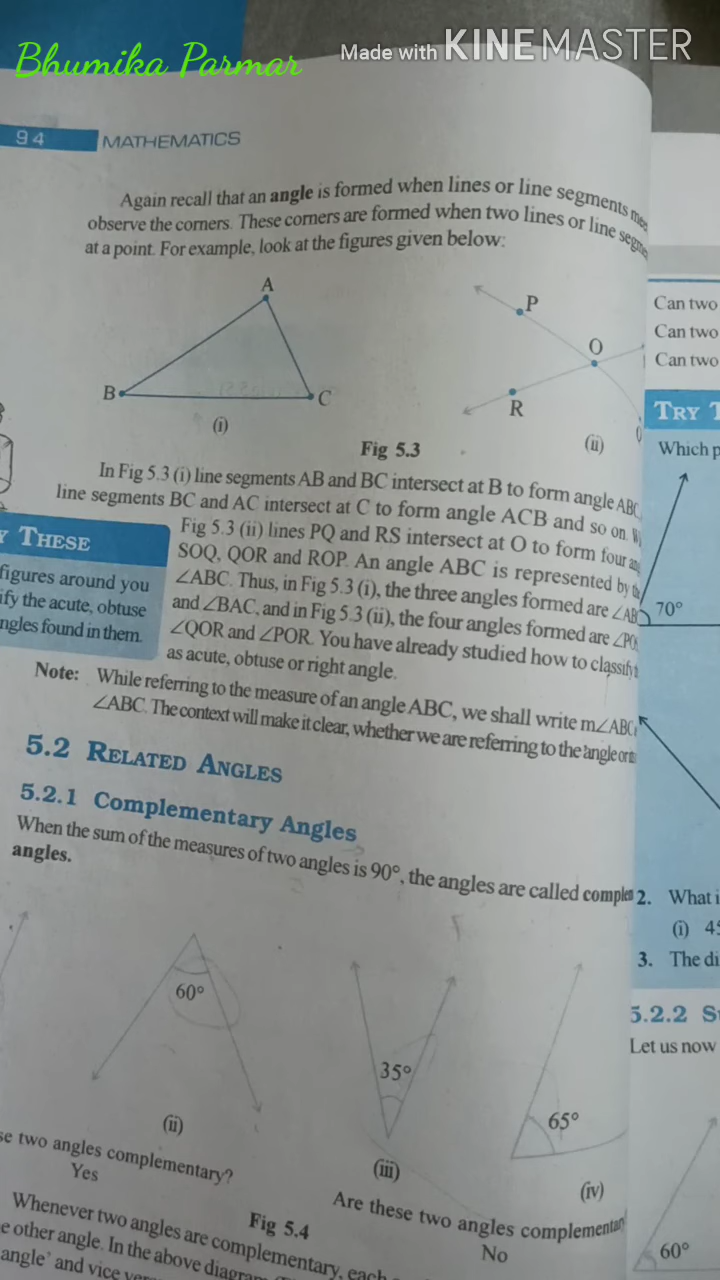 Bhumika Parmar
Made with KINEMASTER
94 MATHEMATICS
Again recall that an angle is formed when lines or line segments
observe the corners. These corners are formed when two lines or line
at a point. For example, look at the figures given below:
A
B
C
(i)
P
O
R
(ii)
Fig 5.3
In Fig 5.3 (i) line segments AB and BC intersect at B to form angle ABC,
line segments BC and AC intersect at C to form angle ACB and so on.
Fig 5.3 (ii) lines PQ and RS intersect at O to form four
SOQ, QOR and ROP. An angle ABC is represented by
∠ABC. Thus, in Fig 5.3 (i), the three angles formed are
and ∠BAC, and in Fig 5.3 (ii), the four angles formed are
∠QOR and ∠POR. You have already studied how to classify
as acute, obtuse or right angle.
THESE
figures around you
the acute, obtuse
found in them.
Note: While referring to the measure of an angle ABC, we shall write m∠ABC
∠ABC. The context will make it clear, whether we are referring to the angle or
5.2 RELATED ANGLES
5.2.1 Complementary Angles
When the sum of the measures of two angles is 90°, the angles are called
angles.
60°
(ii)
35°
(iii)
65°
(iv)
two angles complementary?
Yes
Are these two angles
No
Fig 5.4
Whenever two angles are complementary, each
other angle. In the above
angle' and vice
Can two
Can two
Can two
TRY
Which
70°
2. What
(i)
3. The
5.2.2
Let us now
60°